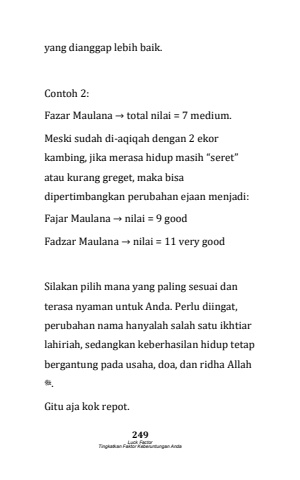 yang dianggap lebih baik.
Contoh 2:
Fazar Maulana → total nilai = 7 medium.
Meski sudah di-aqiqah dengan 2 ekor
kambing, jika merasa hidup masih “seret”
atau kurang greget, maka bisa
dipertimbangkan perubahan ejaan menjadi:
Fajar Maulana → nilai = 9 good
Fadzar Maulana → nilai = 11 very good
Silakan pilih mana yang paling sesuai dan
terasa nyaman untuk Anda. Perlu diingat,
perubahan nama hanyalah salah satu ikhtiar
lahiriah, sedangkan keberhasilan hidup tetap
bergantung pada usaha, doa, dan ridha Allah
.
Gitu aja kok repot.
249
Luck Factor
Tingkatkan Faktor Keberuntungan Anda